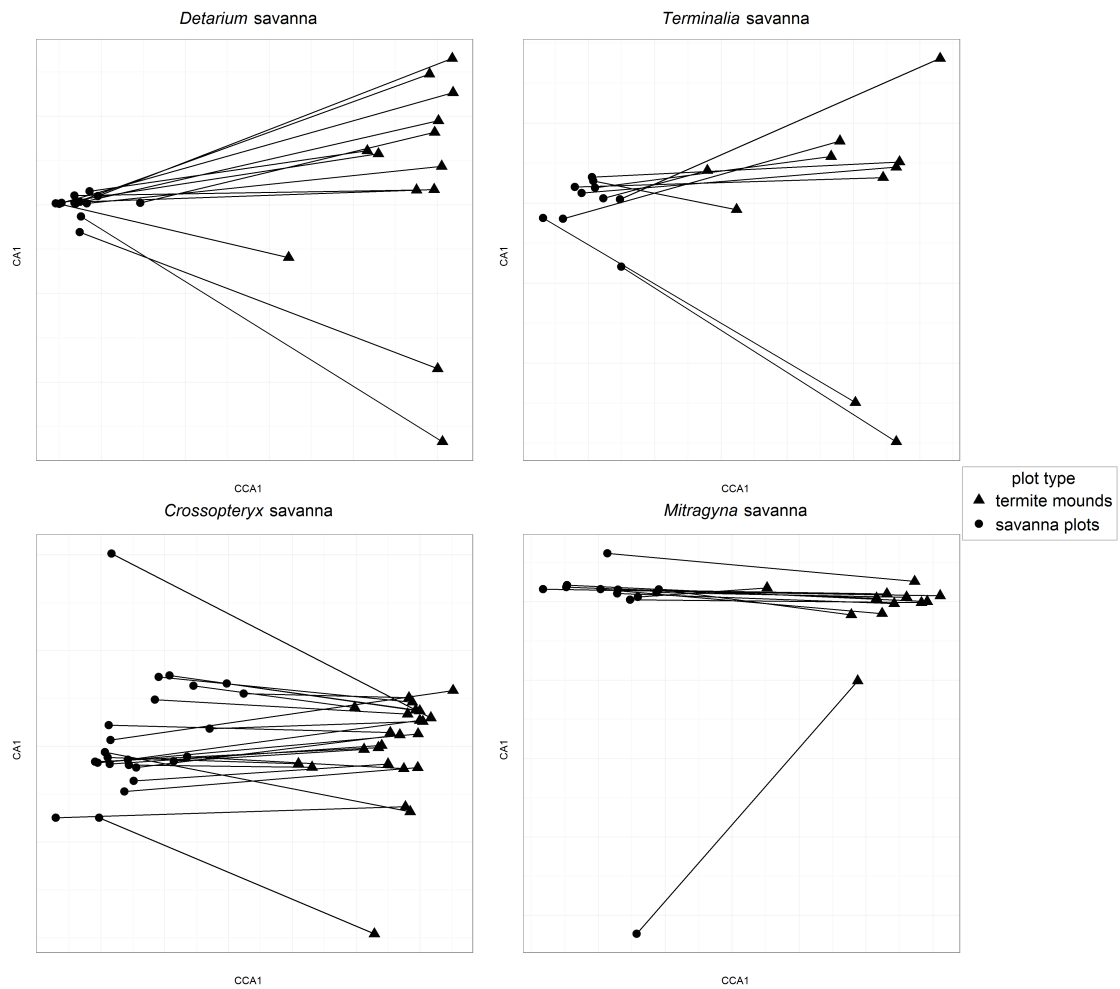 Detarium savanna
Terminalia savanna
CA1
CA1
CCA1
CCA1
plot type
termite mounds
savanna plots
Crossopteryx savanna
Mitragyna savanna
CA1
CA1
CCA1
CCA1